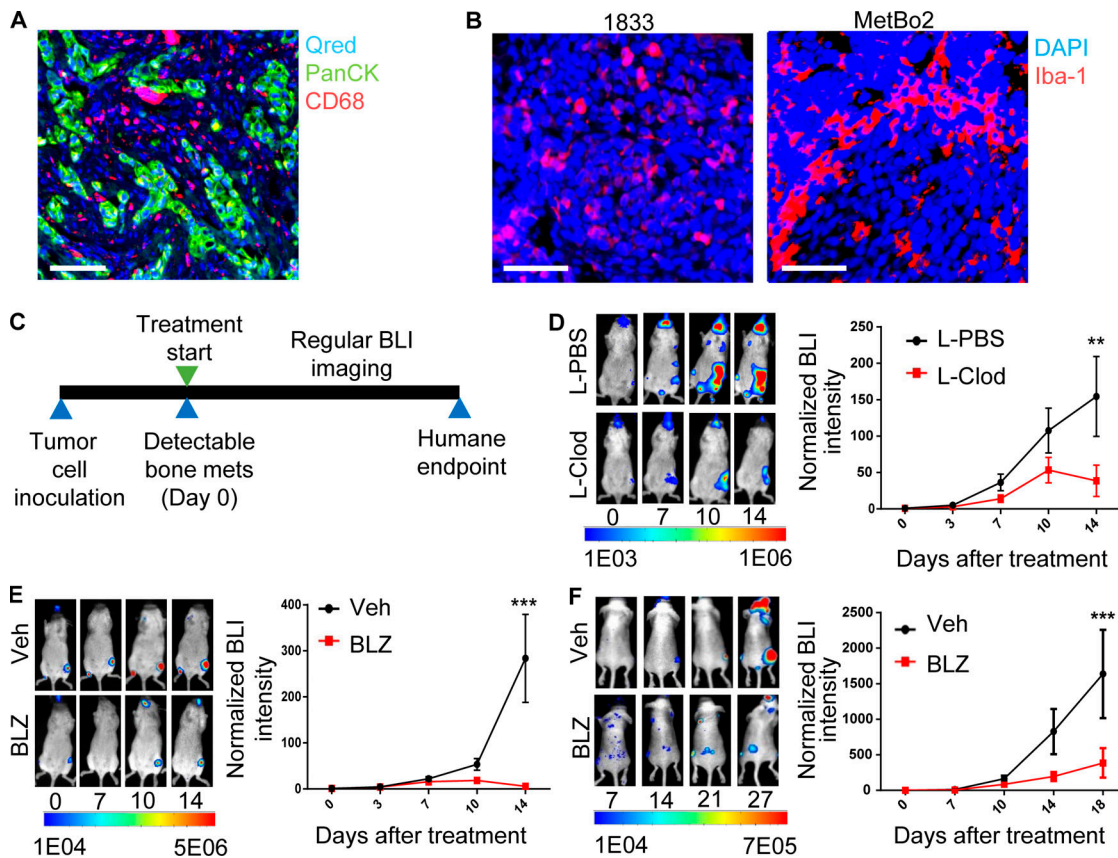 A
Qred
PanCK
CD68
B
1833
MetBo2
DAPI
Iba-1
C
Treatment
start
Regular BLI
imaging
Tumor
cell
inoculation
Detectable
bone mets
(Day 0)
Humane
endpoint
D
L-PBS
L-Clod
0 7 10 14
1E03 1E06
Normalized BLI
intensity
250
200
150
100
50
0
L-PBS
L-Clod
**
0 3 7 10 14
Days after treatment
E
Veh
BLZ
0 7 10 14
1E04 5E06
Normalized BLI
intensity
400
300
200
100
0
Veh
BLZ
***
0 3 7 10 14
Days after treatment
F
Veh
BLZ
7 14 21 27
1E04 7E05
Normalized BLI
intensity
2500
2000
1500
1000
500
0
Veh
BLZ
***
0 7 10 14 18
Days after treatment